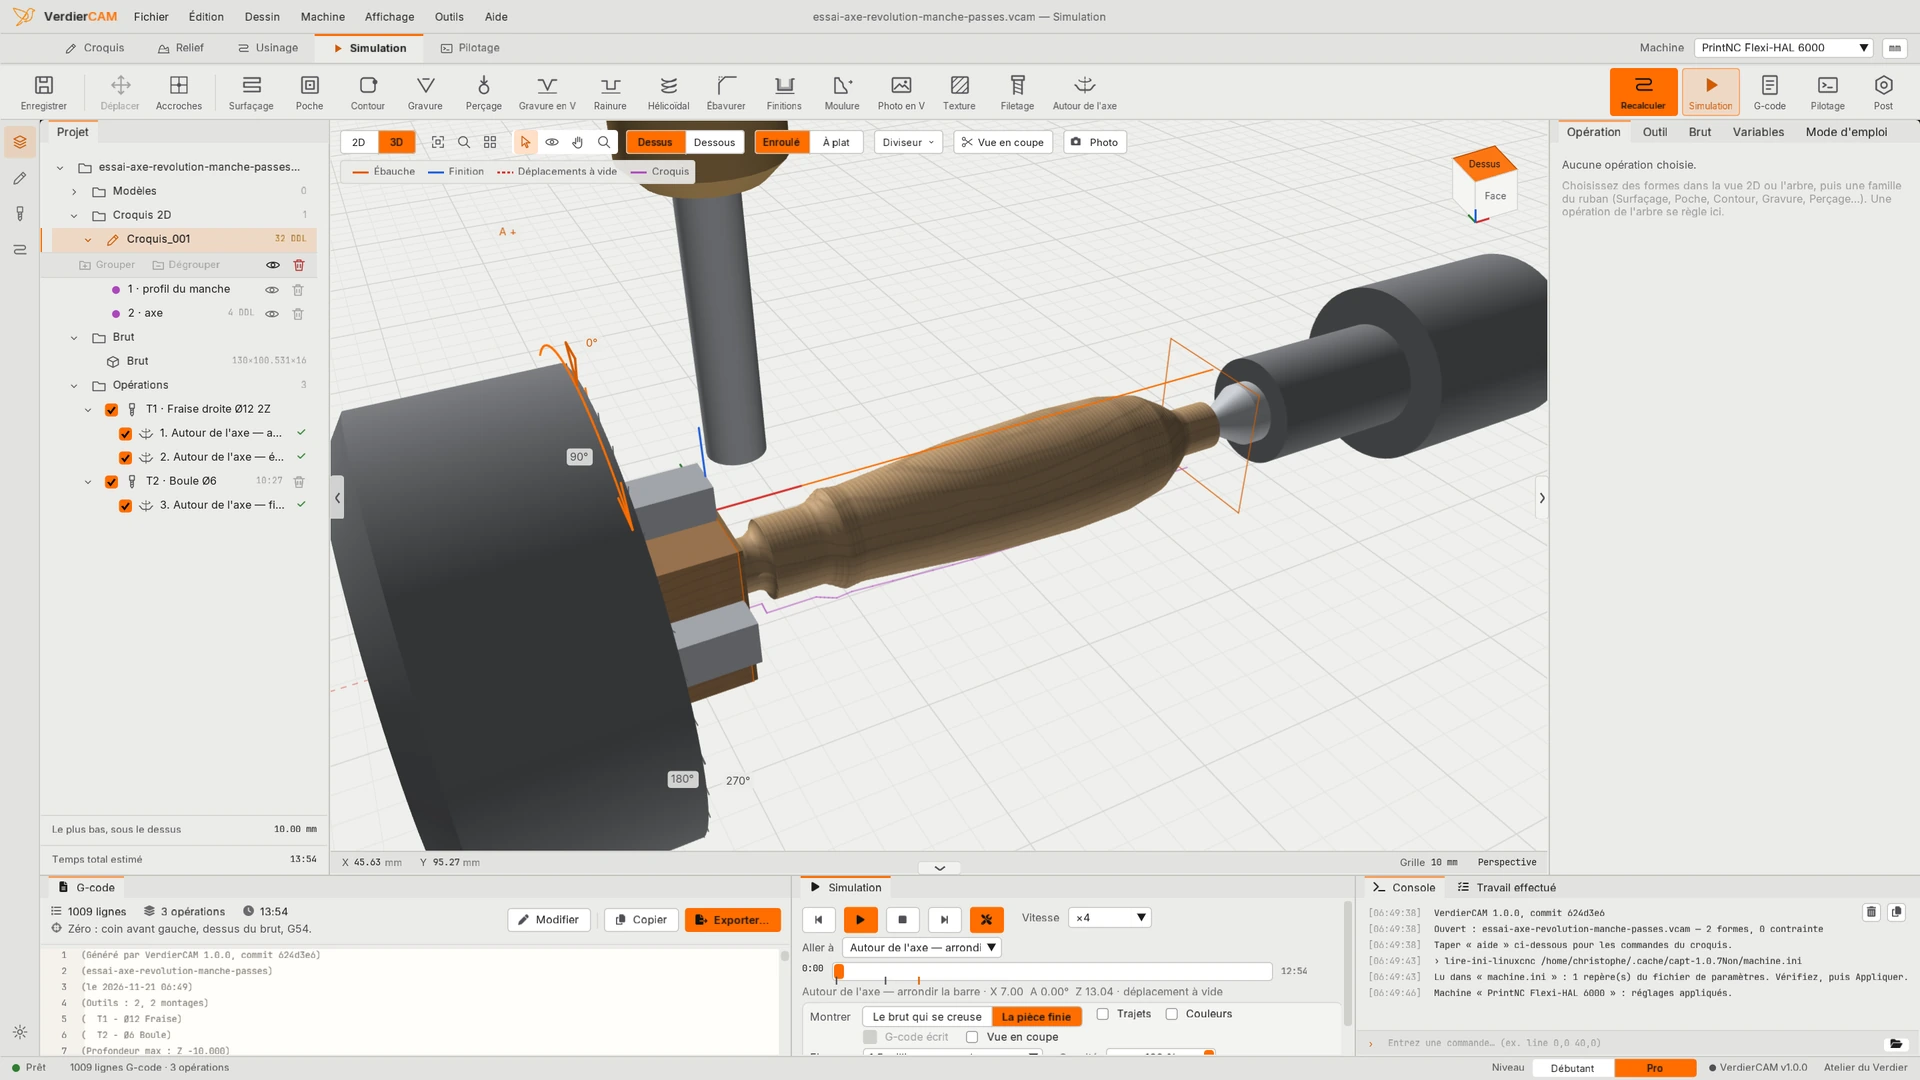 VerdierCAM Fichier Édition Dessin Machine Affichage Outils Aide essai-axe-revolution-manche-passes.vcam — Simulation
Croquis Relief Usinage Simulation Pilotage Machine PrintNC Flexi-HAL 6000 mm
Enregistrer Déplacer Accroches Surfaçage Poche Contour Gravure Perçage Gravure en V Rainure Hélicoïdal Ébavurer Finitions Moulure Photo en V Texture Filetage Autour de l'axe Recalculer Simulation G-code Pilotage Post
Projet
essai-axe-revolution-manche-passes...
Modèles 0
Croquis 2D 1
Croquis_001 32 DDL
Grouper Dégrouper
1 · profil du manche
2 · axe 4 DDL
Brut
Brut 130×100.531×16
Opérations 3
T1 · Fraise droite Ø12 2Z
1. Autour de l'axe — a...
2. Autour de l'axe — é...
T2 · Boule Ø6 10:27
3. Autour de l'axe — fi...
Le plus bas, sous le dessus 10.00 mm
Temps total estimé 13:54
2D 3D Dessus Dessous Enroulé À plat Diviseur Vue en coupe Photo
Ébauche Finition Déplacements à vide Croquis
A +
0°
90°
180°
270°
Dessus
Face
X 45.63 mm Y 95.27 mm Grille 10 mm Perspective
Opération Outil Brut Variables Mode d'emploi
Aucune opération choisie.
Choisissez des formes dans la vue 2D ou l'arbre, puis une famille
du ruban (Surfaçage, Poche, Contour, Gravure, Perçage...). Une
opération de l'arbre se règle ici.
G-code
1009 lignes 3 opérations 13:54
Zéro : coin avant gauche, dessus du brut, G54.
Modifier Copier Exporter...
1 (Généré par VerdierCAM 1.0.0, commit 624d3e6)
2 (essai-axe-revolution-manche-passes)
3 (le 2026-11-21 06:49)
4 (Outils : 2, 2 montages)
5 ( T1 - Ø12 Fraise)
6 ( T2 - Ø6 Boule)
7 (Profondeur max : Z -10.000)
Simulation
Vitesse ×4
Aller à Autour de l'axe — arrondi
0:00 12:54
Autour de l'axe — arrondir la barre · X 7.00 A 0.00° Z 13.04 · déplacement à vide
Montrer Le brut qui se creuse La pièce finie Trajets Couleurs
G-code écrit Vue en coupe
Console Travail effectué
[06:49:38] VerdierCAM 1.0.0, commit 624d3e6
[06:49:38] Ouvert : essai-axe-revolution-manche-passes.vcam — 2 formes, 0 contrainte
[06:49:38] Taper « aide » ci-dessous pour les commandes du croquis.
[06:49:43] › lire-ini-linuxcnc /home/christophe/.cache/capt-1.0.7Non/machine.ini
[06:49:43] Lu dans « machine.ini » : 1 repère(s) du fichier de paramètres. Vérifiez, puis Appliquer.
[06:49:46] Machine « PrintNC Flexi-HAL 6000 » : réglages appliqués.
› Entrez une commande… (ex. line 0,0 40,0)
Prêt 1009 lignes G-code · 3 opérations Niveau Débutant Pro VerdierCAM v1.0.0 Atelier du Verdier